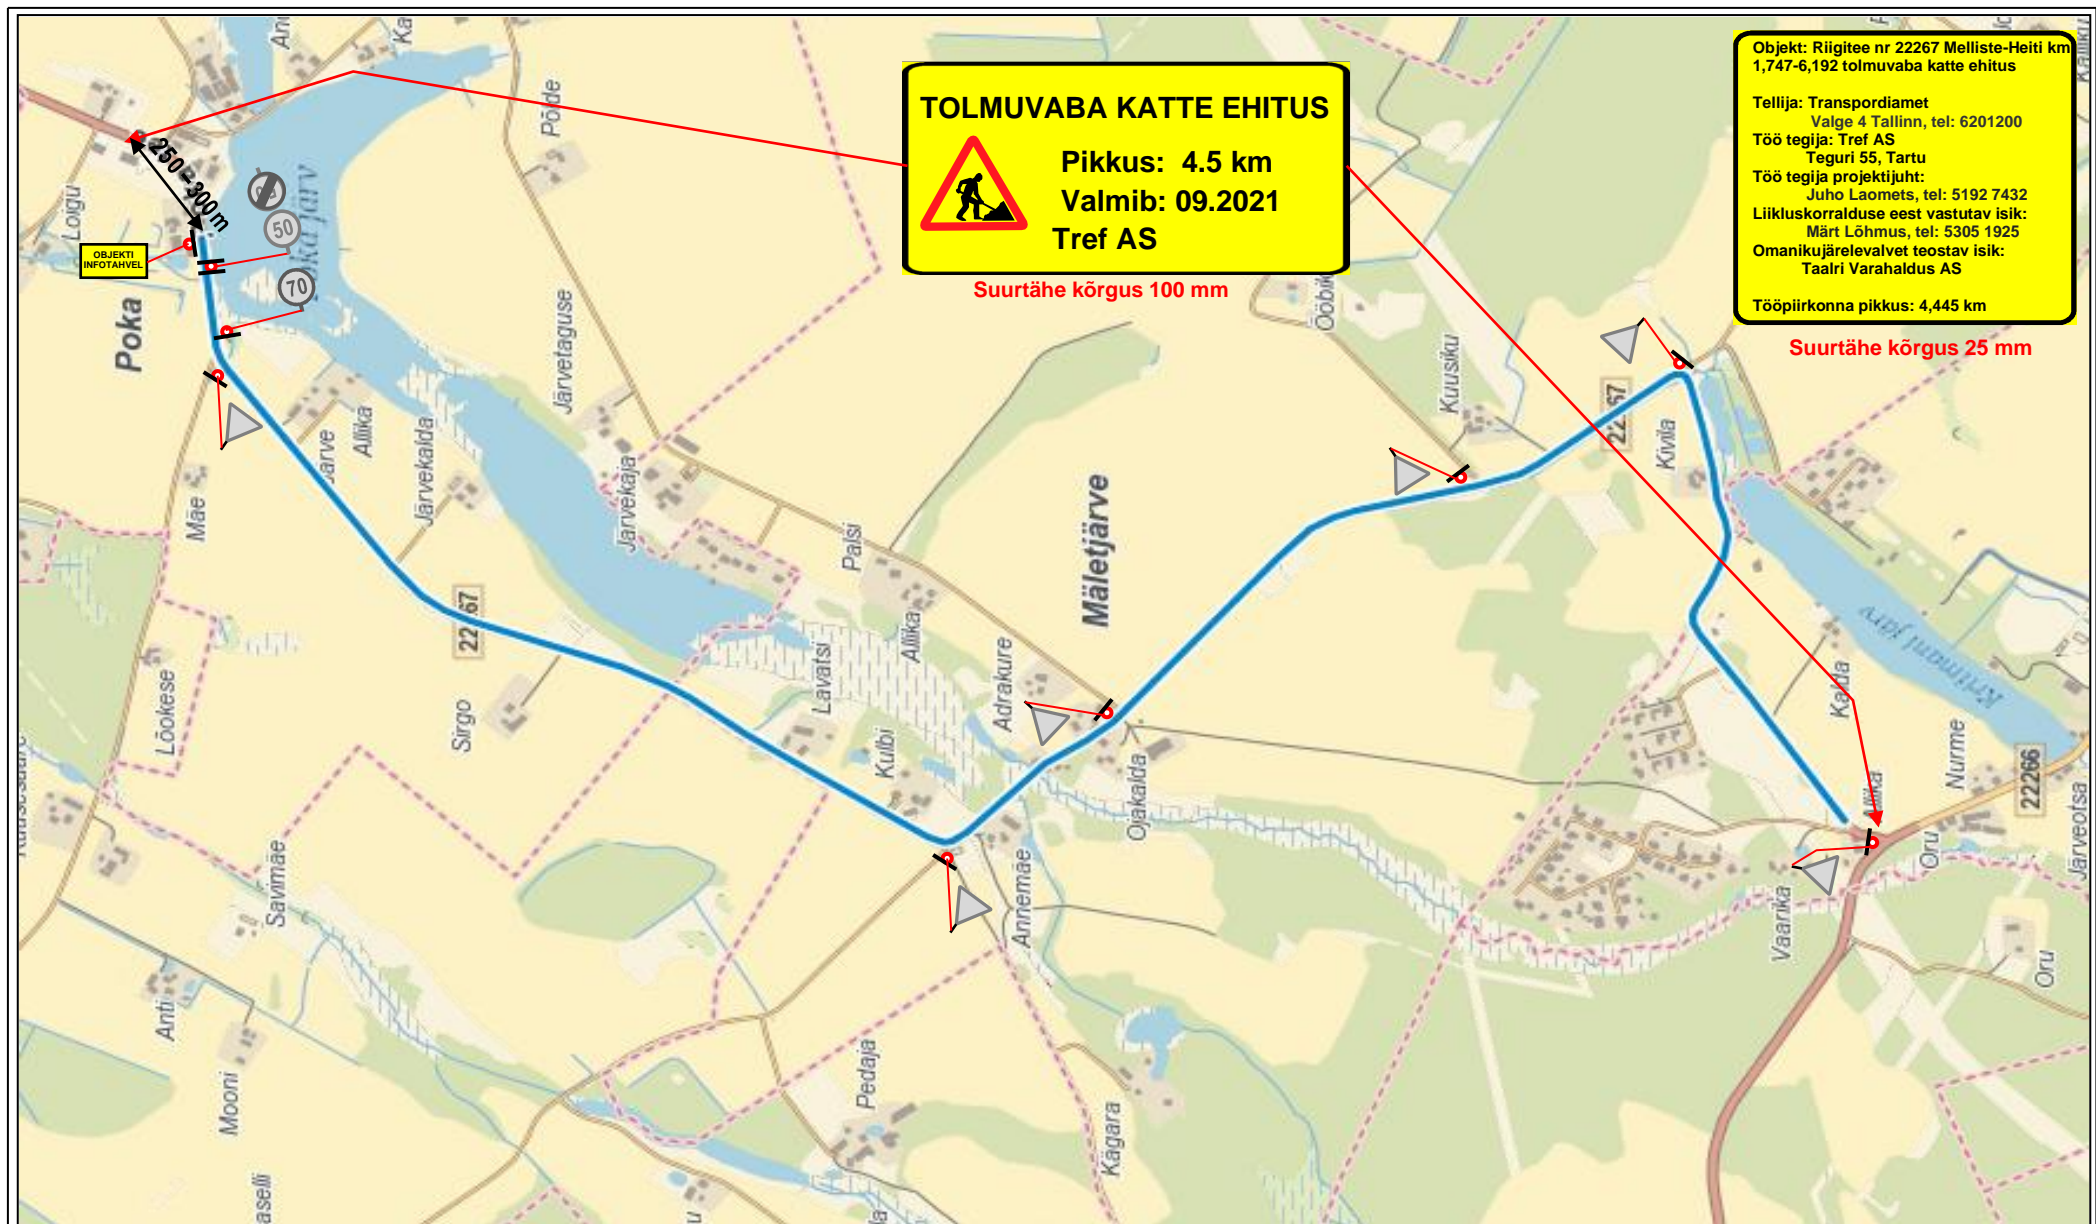 TOLMUVABA KATTE EHITUS
Pikkus: 4.5 km
Valmib: 09.2021
Tref AS
Suurtähe kõrgus 100 mm
Objekt: Riigitee nr 22267 Melliste-Heiti km
1,747-6,192 tolmuvaba katte ehitus
Tellija: Transpordiamet
Valge 4 Tallinn, tel: 6201200
Töö tegija: Tref AS
Teguri 55, Tartu
Töö tegija projektijuht:
Juho Laomets, tel: 5192 7432
Liikluskorralduse eest vastutav isik:
Märt Lõhmus, tel: 5305 1925
Omanikujärelevalvet teostav isik:
Taalri Varahaldus AS
Tööpiirkonna pikkus: 4,445 km
Suurtähe kõrgus 25 mm
250-300m
OBJEKTI
INFOTAHVEL
50
70
Loigu
Poka
Põde
Järvetaguse
Järvekaja
Järve
Allika
Järvekalda
Mäe
Lõokese
Sirgo
Palsi
Allika
Adrakure
Lavatsi
Kulbi
Mäletjärve
Ojakalda
Annemäe
Kuusiku
Kivila
Kalda
Nurme
22266
Oru
Oru
Järveotsa
Vaarika
Kriimani järv
Savimäe
Anti
Mooni
Pedaja
Kägara